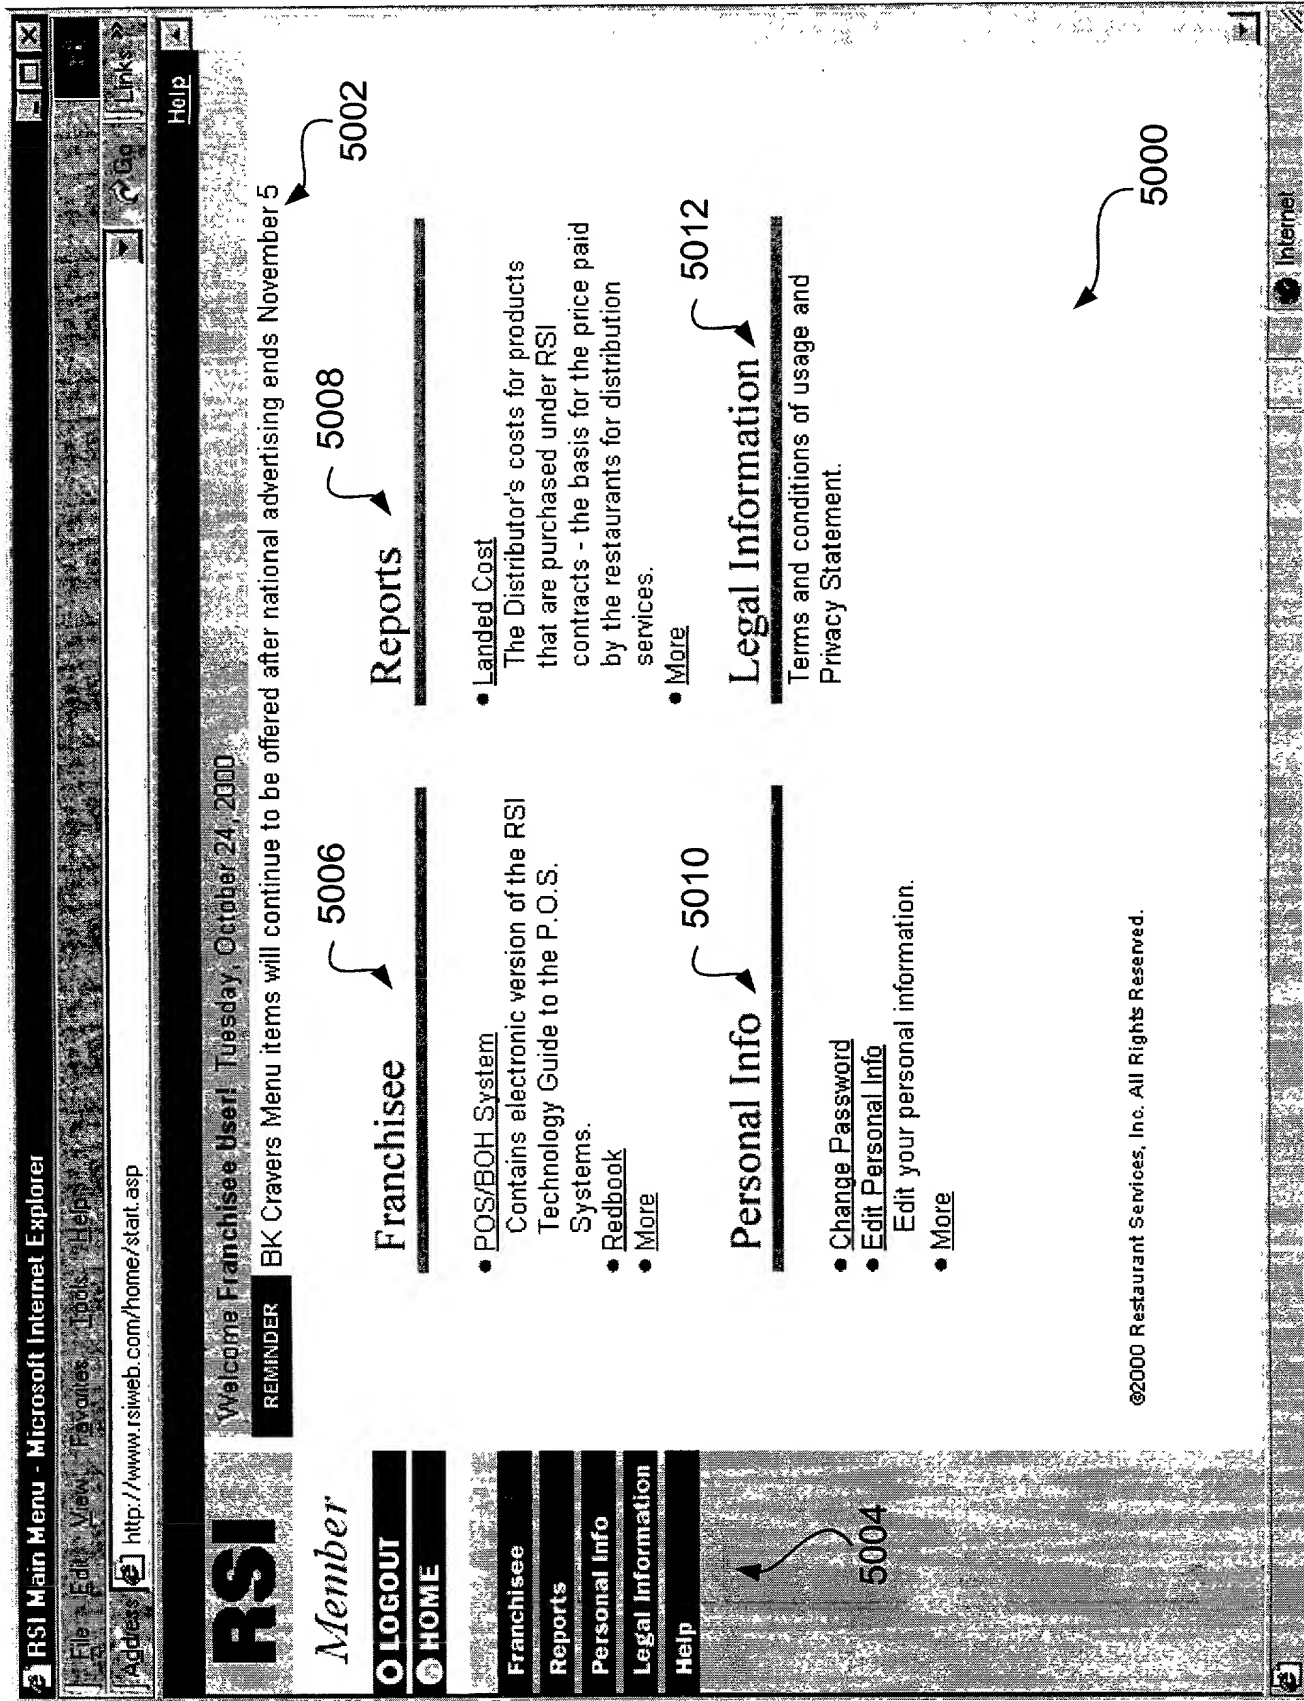 RSI Main Menu - Microsoft Internet Explorer
File Edit View Favorites Tools Help
Address http://www.rsiweb.com/home/start.asp Go Links »
Help
RSI
Welcome Franchisee User! Tuesday, October 24, 2000
REMINDER BK Cravers Menu items will continue to be offered after national advertising ends November 5
5002
Member
LOGOUT
HOME
Franchisee
Reports
Personal Info
Legal Information
Help
5004
5006
Franchisee
• POS/BOH System
Contains electronic version of the RSI
Technology Guide to the P.O.S.
Systems.
• Redbook
• More
5008
Reports
• Landed Cost
The Distributor's costs for products
that are purchased under RSI
contracts - the basis for the price paid
by the restaurants for distribution
services.
• More
5010
Personal Info
• Change Password
• Edit Personal Info
Edit your personal information.
• More
5012
Legal Information
Terms and conditions of usage and
Privacy Statement.
5000
©2000 Restaurant Services, Inc. All Rights Reserved.
Internet